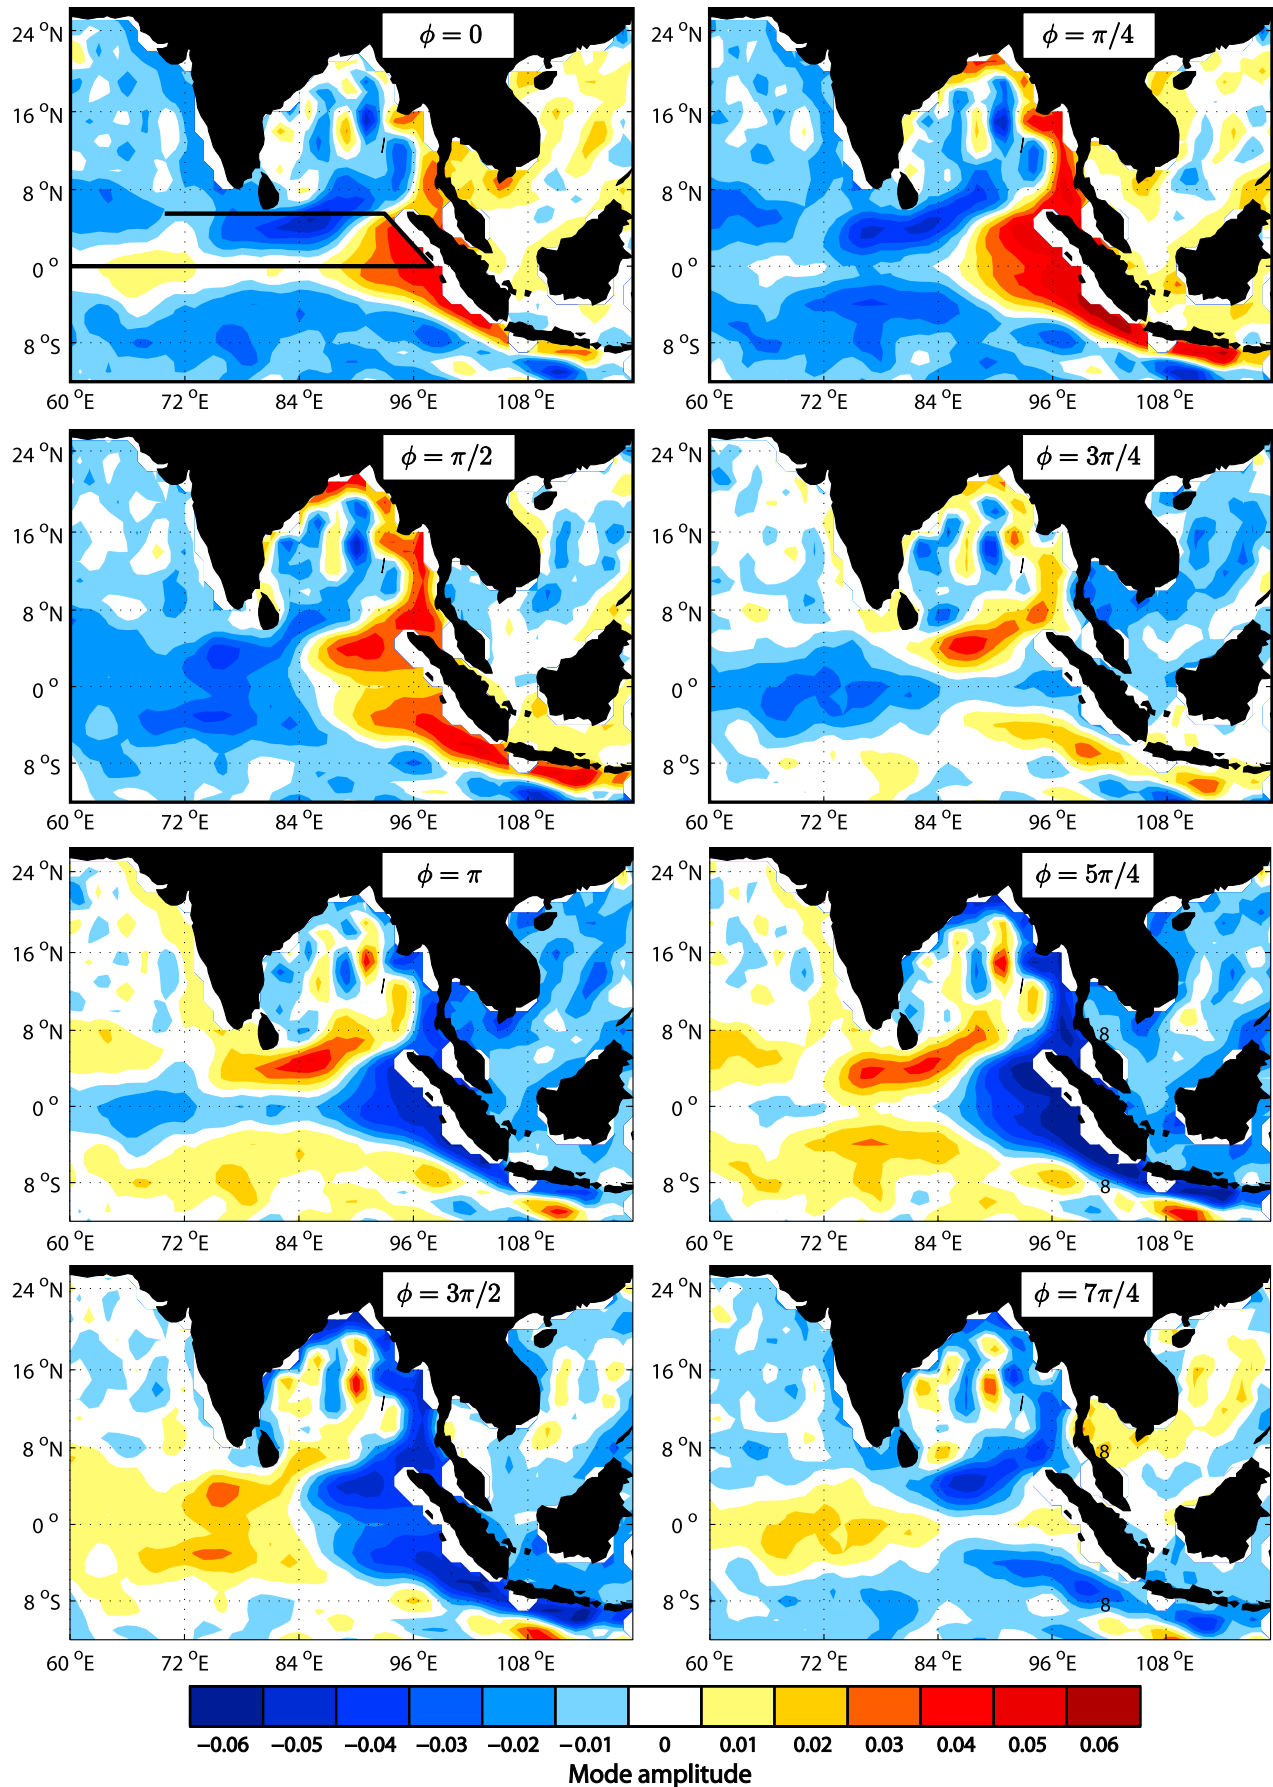 ϕ = 0
ϕ = π/4
24 °N
16 °N
8 °N
0 °
8 °S
60 °E 72 °E 84 °E 96 °E 108 °E
24 °N
16 °N
8 °N
0 °
8 °S
60 °E 72 °E 84 °E 96 °E 108 °E
ϕ = π/2
ϕ = 3π/4
24 °N
16 °N
8 °N
0 °
8 °S
60 °E 72 °E 84 °E 96 °E 108 °E
24 °N
16 °N
8 °N
0 °
8 °S
60 °E 72 °E 84 °E 96 °E 108 °E
ϕ = π
ϕ = 5π/4
24 °N
16 °N
8 °N
0 °
8 °S
60 °E 72 °E 84 °E 96 °E 108 °E
24 °N
16 °N
8 °N
0 °
8 °S
8
8
60 °E 72 °E 84 °E 96 °E 108 °E
ϕ = 3π/2
ϕ = 7π/4
24 °N
16 °N
8 °N
0 °
8 °S
60 °E 72 °E 84 °E 96 °E 108 °E
24 °N
16 °N
8 °N
0 °
8 °S
8
8
60 °E 72 °E 84 °E 96 °E 108 °E
−0.06 −0.05 −0.04 −0.03 −0.02 −0.01 0 0.01 0.02 0.03 0.04 0.05 0.06
Mode amplitude